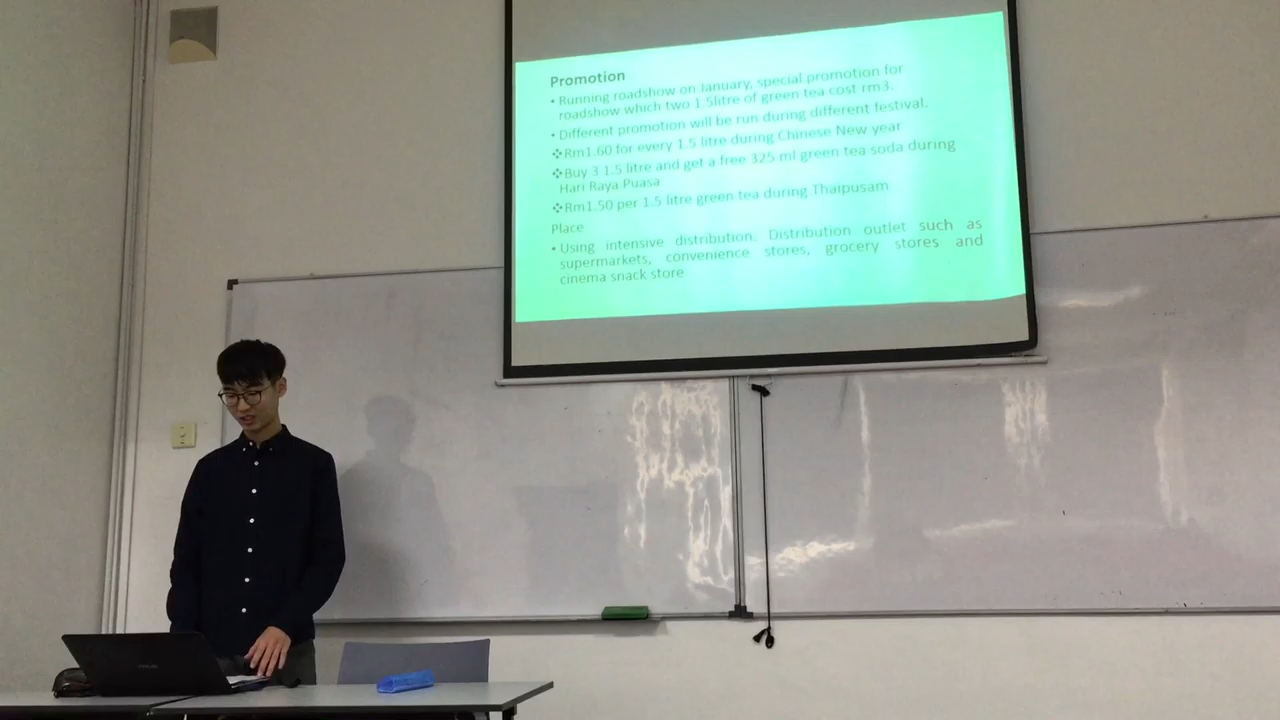 Promotion
• Running roadshow on January, special promotion for
roadshow which two 1.5litre of green tea cost rm3.
• Different promotion will be run during different festival.
❖Rm1.60 for every 1.5 litre during Chinese New year
❖Buy 3 1.5 litre and get a free 325 ml green tea soda during
Hari Raya Puasa
❖Rm1.50 per 1.5 litre green tea during Thaipusam
Place
• Using intensive distribution. Distribution outlet such as
supermarkets, convenience stores, grocery stores and
cinema snack store